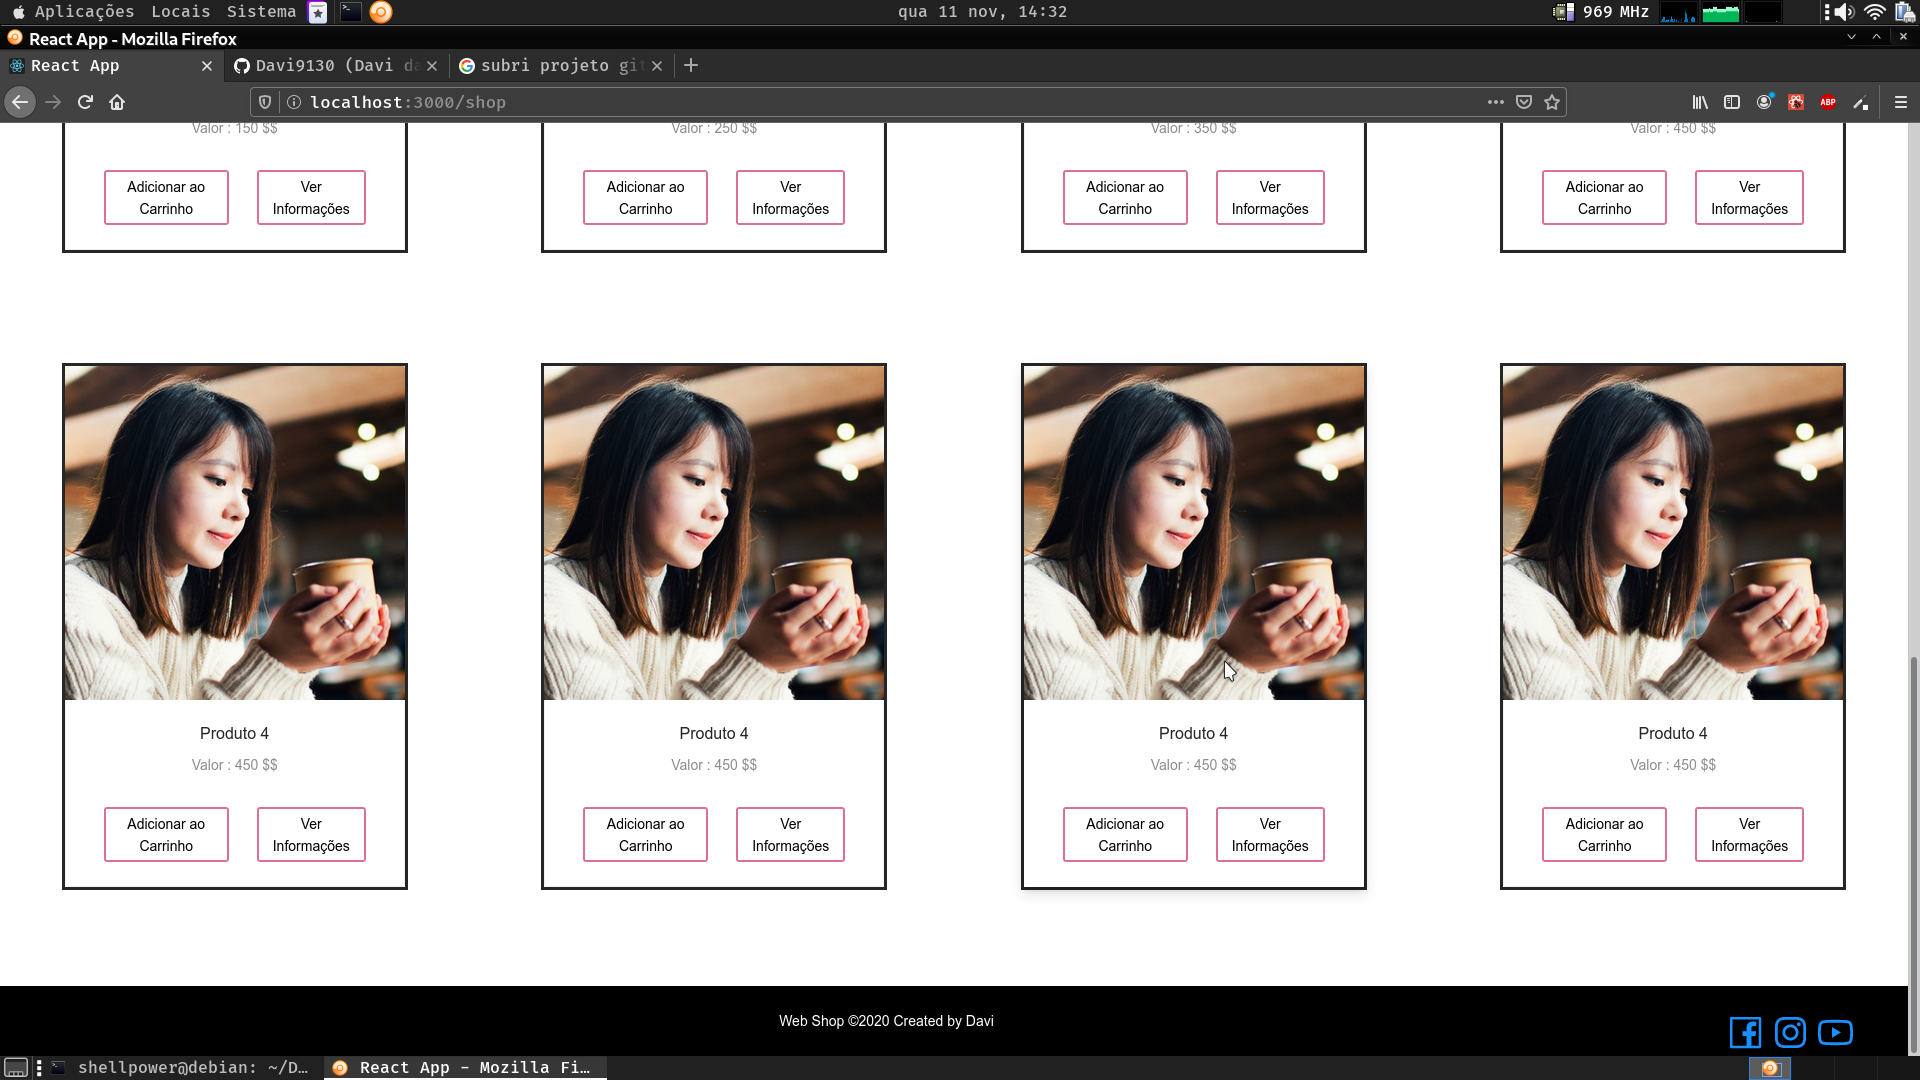 Aplicações Locais Sistema
qua 11 nov, 14:32
969 MHz
React App - Mozilla Firefox
React App
Davi9130 (Davi da
subri projeto git
localhost:3000/shop
ABP
Valor : 150 $$
Valor : 250 $$
Valor : 350 $$
Valor : 450 $$
Adicionar ao
Carrinho
Ver
Informações
Adicionar ao
Carrinho
Ver
Informações
Adicionar ao
Carrinho
Ver
Informações
Adicionar ao
Carrinho
Ver
Informações
Produto 4
Valor : 450 $$
Adicionar ao
Carrinho
Ver
Informações
Produto 4
Valor : 450 $$
Adicionar ao
Carrinho
Ver
Informações
Produto 4
Valor : 450 $$
Adicionar ao
Carrinho
Ver
Informações
Produto 4
Valor : 450 $$
Adicionar ao
Carrinho
Ver
Informações
Web Shop ©2020 Created by Davi
shellpower@debian: ~/D...
React App - Mozilla Fi...